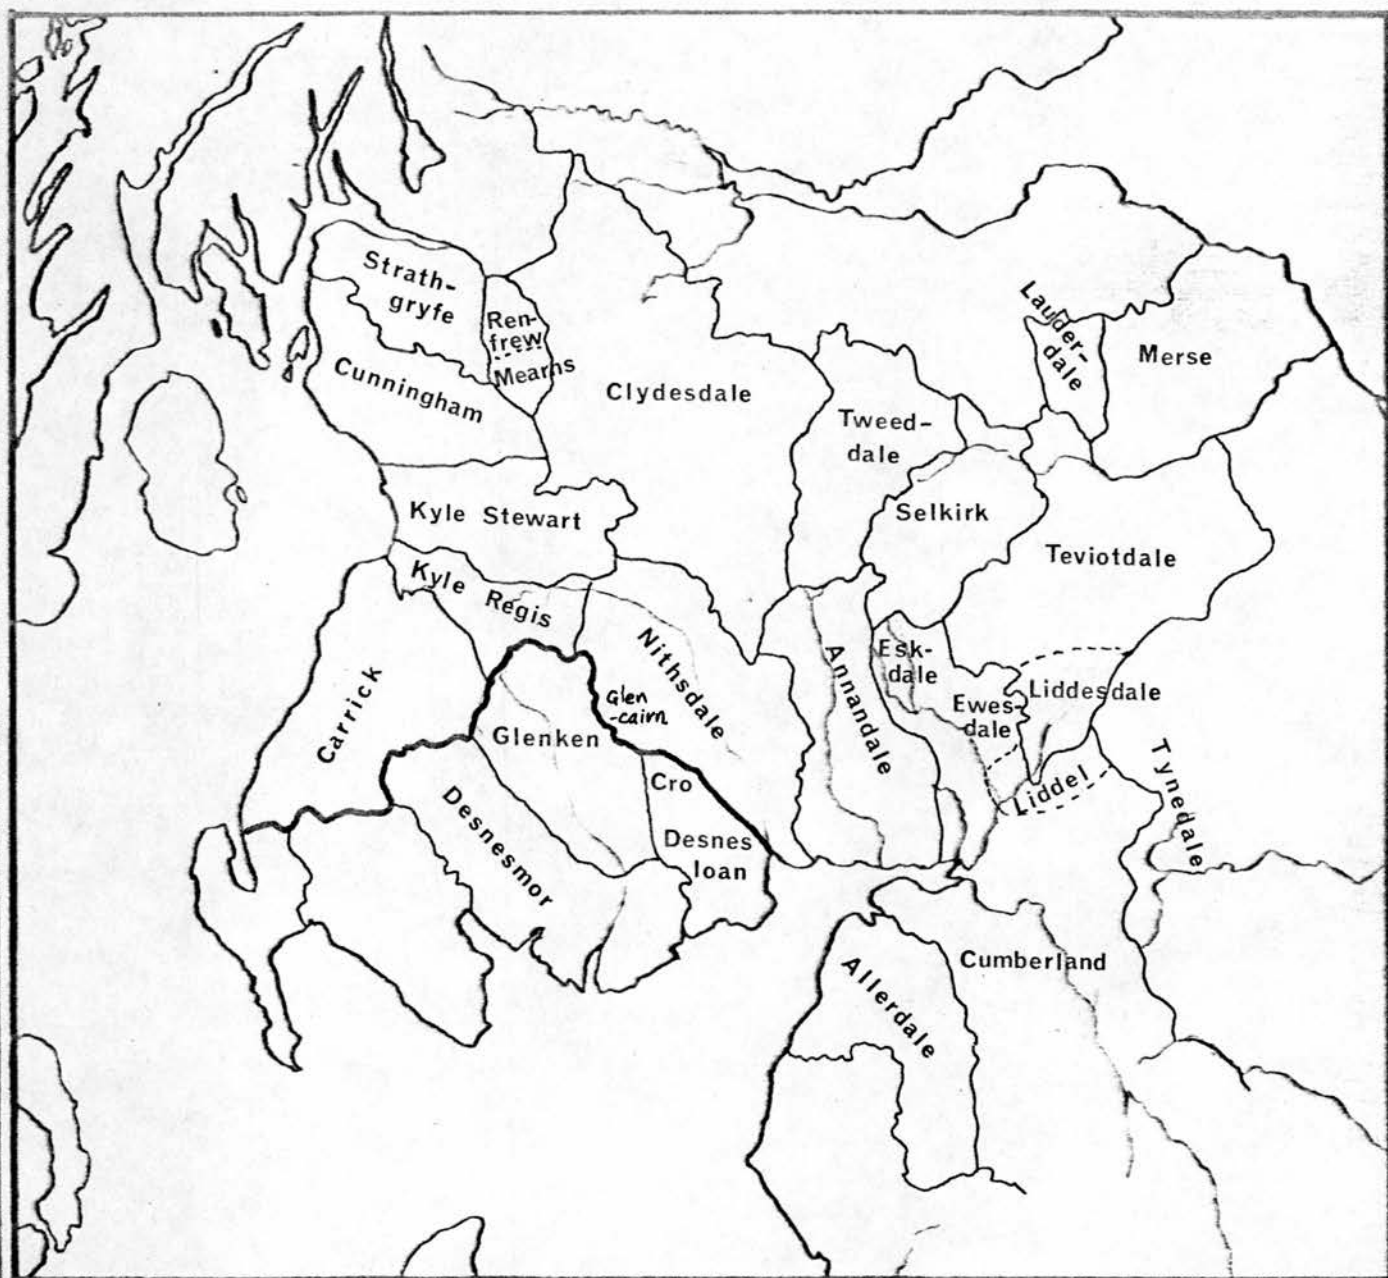 Strath-
gryfe
Ren-
frew
Mearns
Cunningham
Clydesdale
Lauder-
dale
Merse
Tweed-
dale
Kyle Stewart
Selkirk
Teviotdale
Kyle Regis
Nithsdale
Carrick
Glen
-cairn
Glenken
Annandale
Esk-
dale
Ewes-
dale
Liddesdale
Liddel
Tynedale
Cro
Desnes
Ioan
Desnesmor
Allerdale
Cumberland